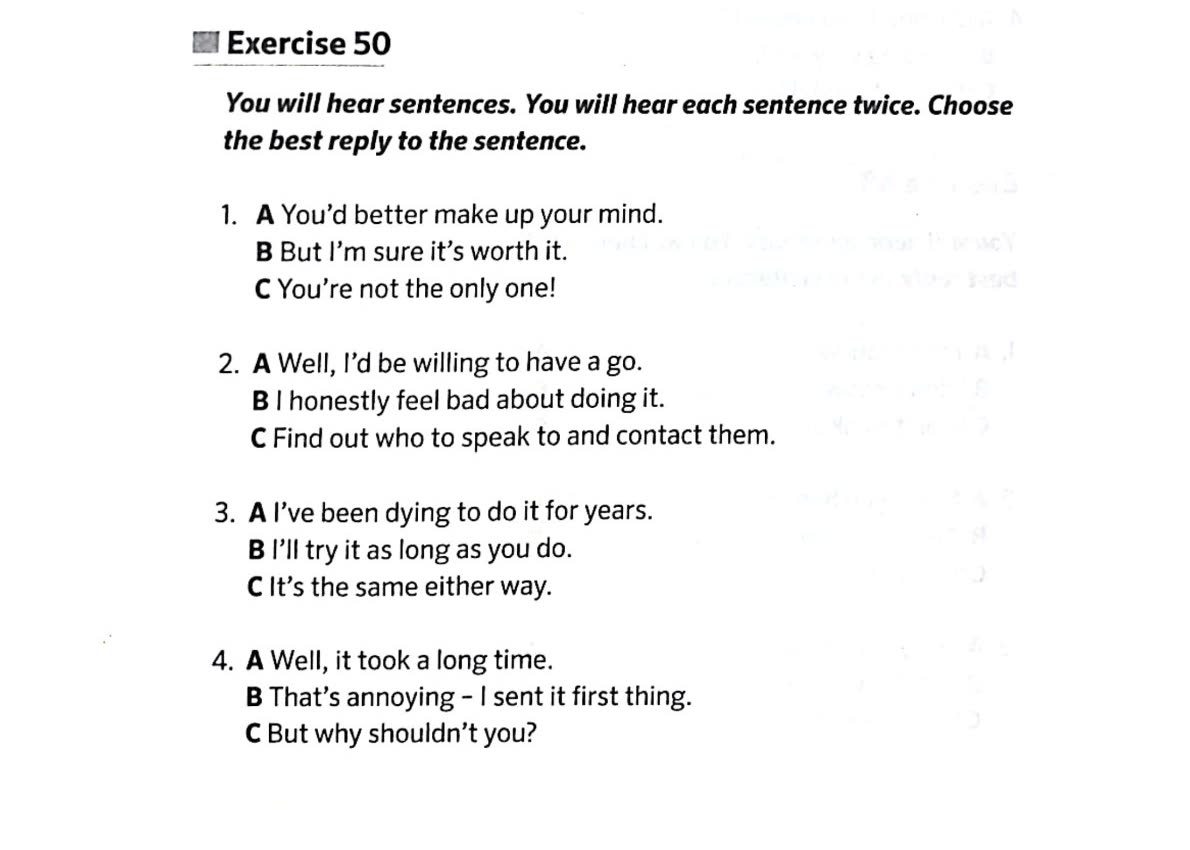 Exercise 50
You will hear sentences. You will hear each sentence twice. Choose
the best reply to the sentence.
1. A You'd better make up your mind.
B But I'm sure it's worth it.
C You're not the only one!
2. A Well, I'd be willing to have a go.
B I honestly feel bad about doing it.
C Find out who to speak to and contact them.
3. A I've been dying to do it for years.
B I'll try it as long as you do.
C It's the same either way.
4. A Well, it took a long time.
B That's annoying – I sent it first thing.
C But why shouldn't you?